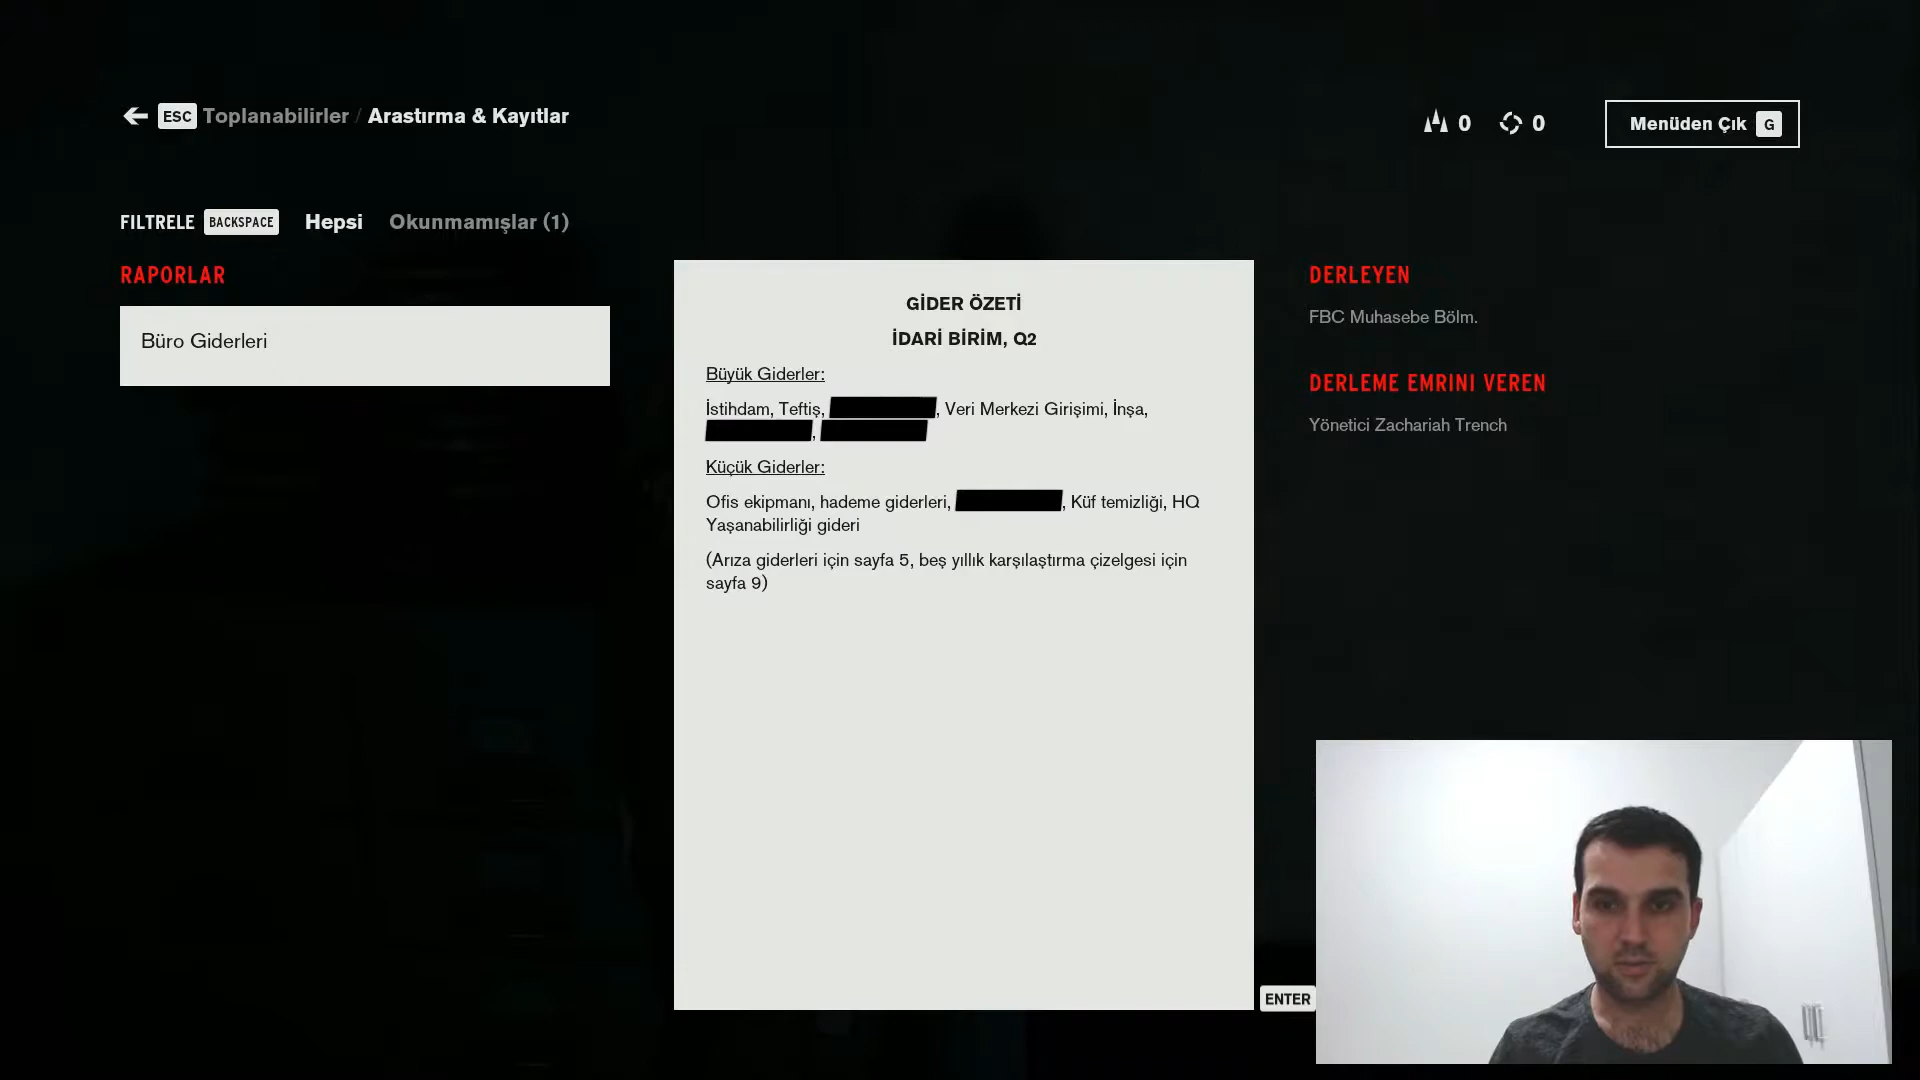 ESC Toplanabilirler / Arastırma & Kayıtlar
0 0
Menüden Çık G
FILTRELE BACKSPACE Hepsi Okunmamışlar (1)
RAPORLAR
Büro Giderleri
GİDER ÖZETİ
İDARİ BİRİM, Q2
Büyük Giderler:
İstihdam, Teftiş, , Veri Merkezi Girişimi, İnşa,
,
Küçük Giderler:
Ofis ekipmanı, hademe giderleri, , Küf temizliği, HQ
Yaşanabilirliği gideri
(Arıza giderleri için sayfa 5, beş yıllık karşılaştırma çizelgesi için
sayfa 9)
DERLEYEN
FBC Muhasebe Bölm.
DERLEME EMRINI VEREN
Yönetici Zachariah Trench
ENTER